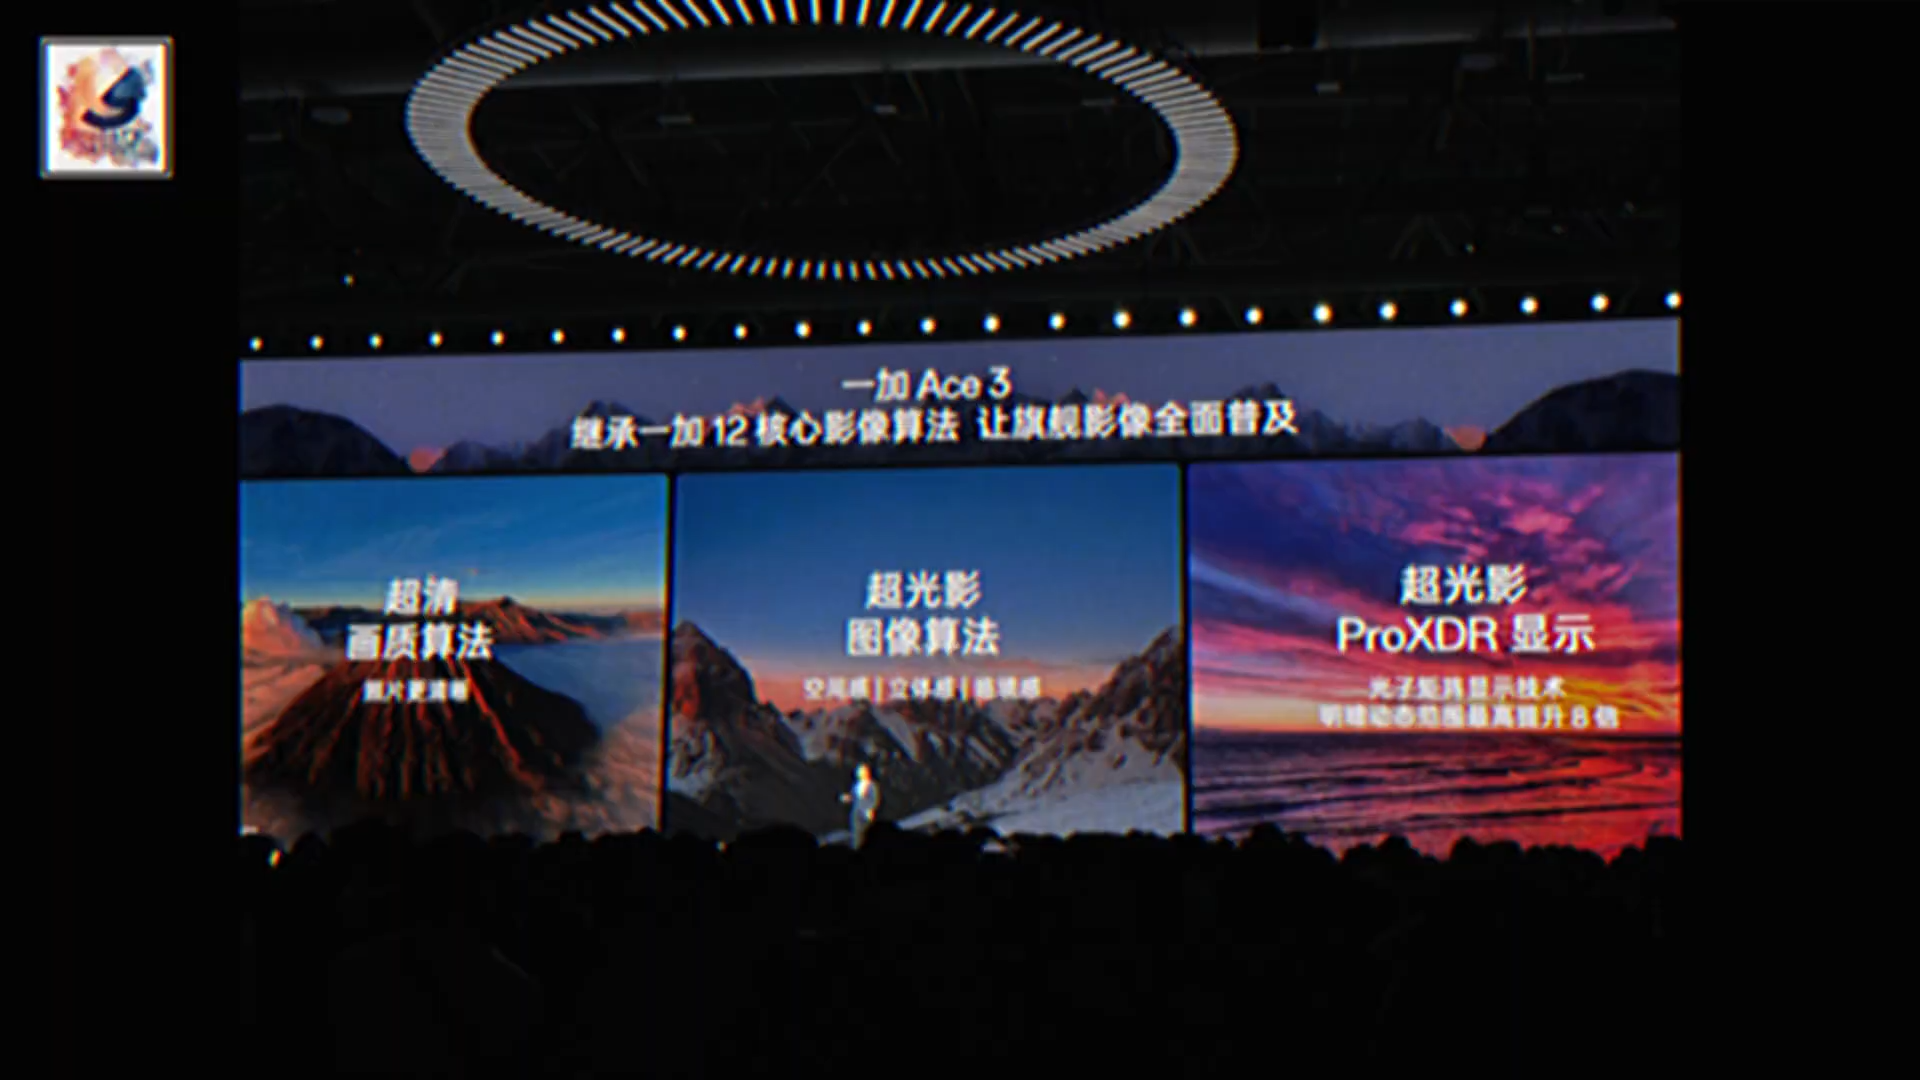 一加 Ace 3
继承一加 12 核心影像算法 让旗舰影像全面普及
超清
画质算法
照片更清晰
超光影
图像算法
空间感 | 立体感 |
超光影
ProXDR 显示
光子矩阵显示技术
明暗动态范围最高提升 8 倍